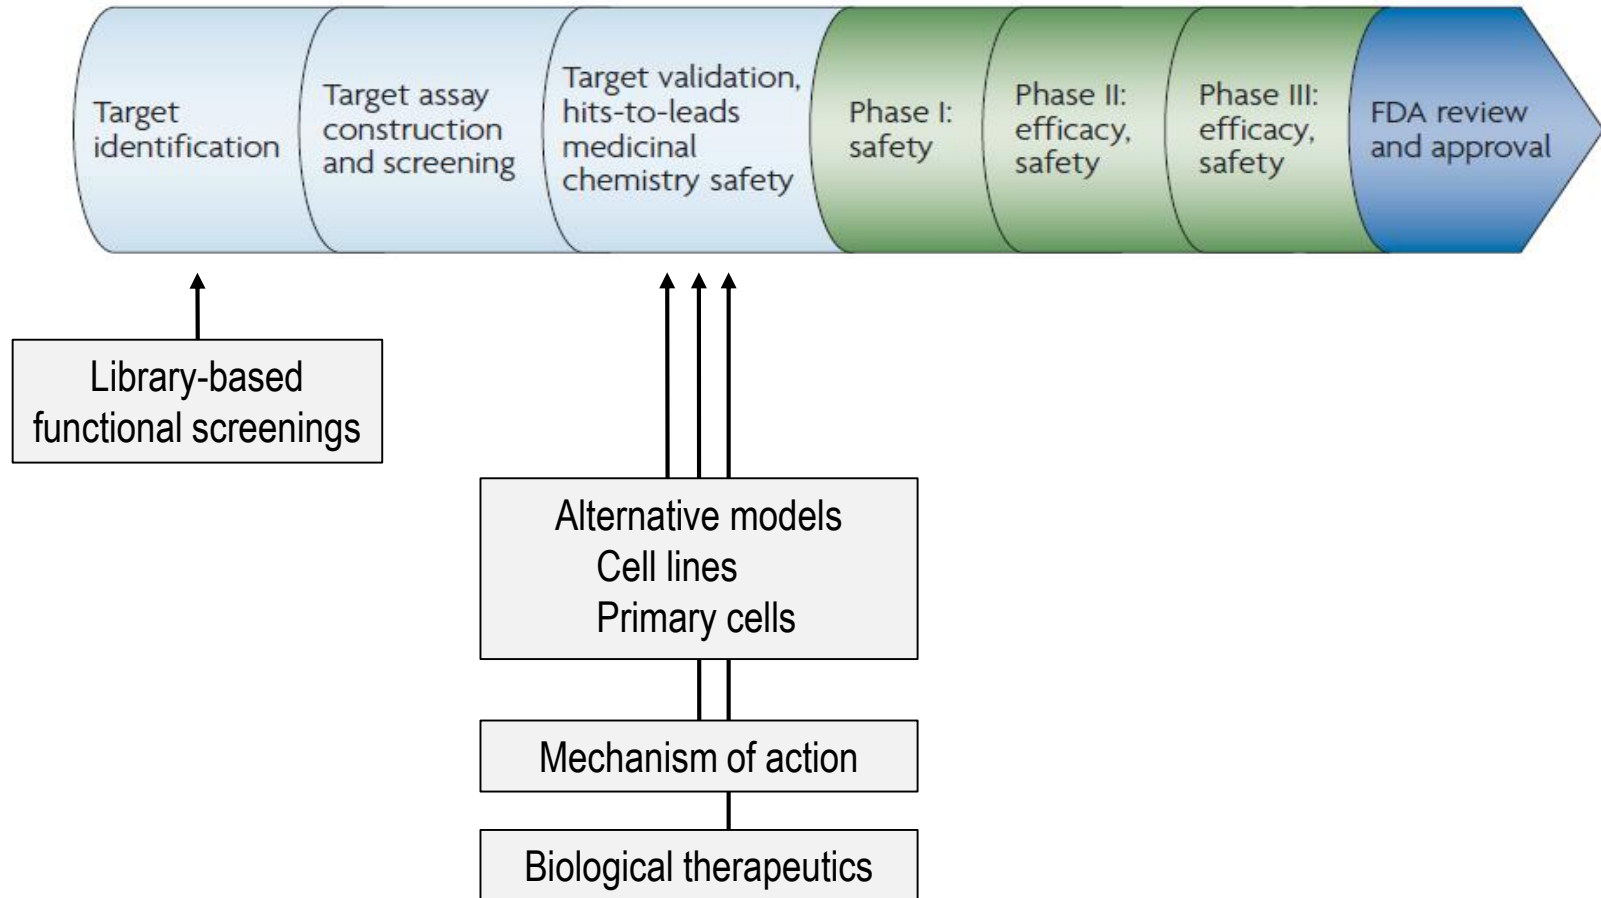 Target
identification
Target assay
construction
and screening
Target validation,
hits-to-leads
medicinal
chemistry safety
Phase I:
safety
Phase II:
efficacy,
safety
Phase III:
efficacy,
safety
FDA review
and approval
Library-based
functional screenings
Alternative models
Cell lines
Primary cells
Mechanism of action
Biological therapeutics